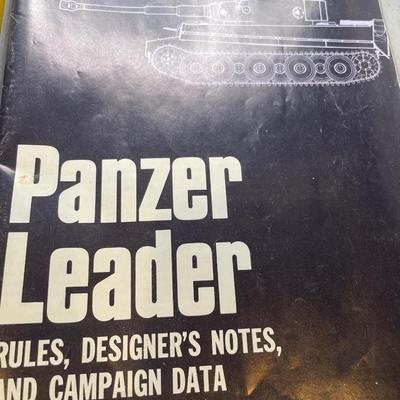 Panzer
Leader
RULES, DESIGNER'S NOTES,
AND CAMPAIGN DATA